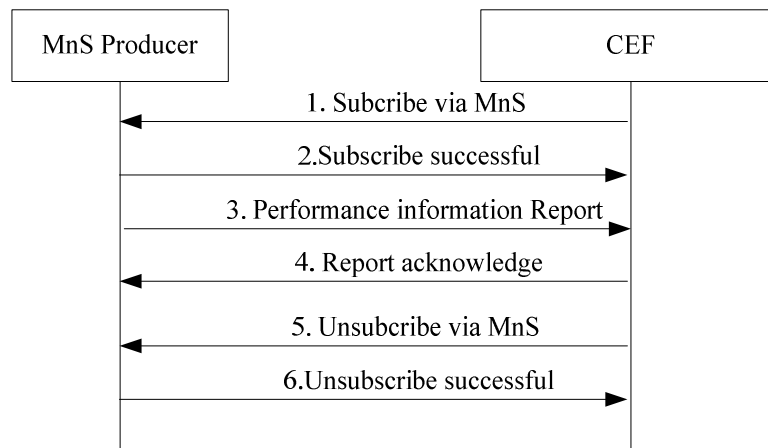 MnS Producer
CEF
1. Subcribe via MnS
2.Subscribe successful
3. Performance information Report
4. Report acknowledge
5. Unsubcribe via MnS
6.Unsubscribe successful